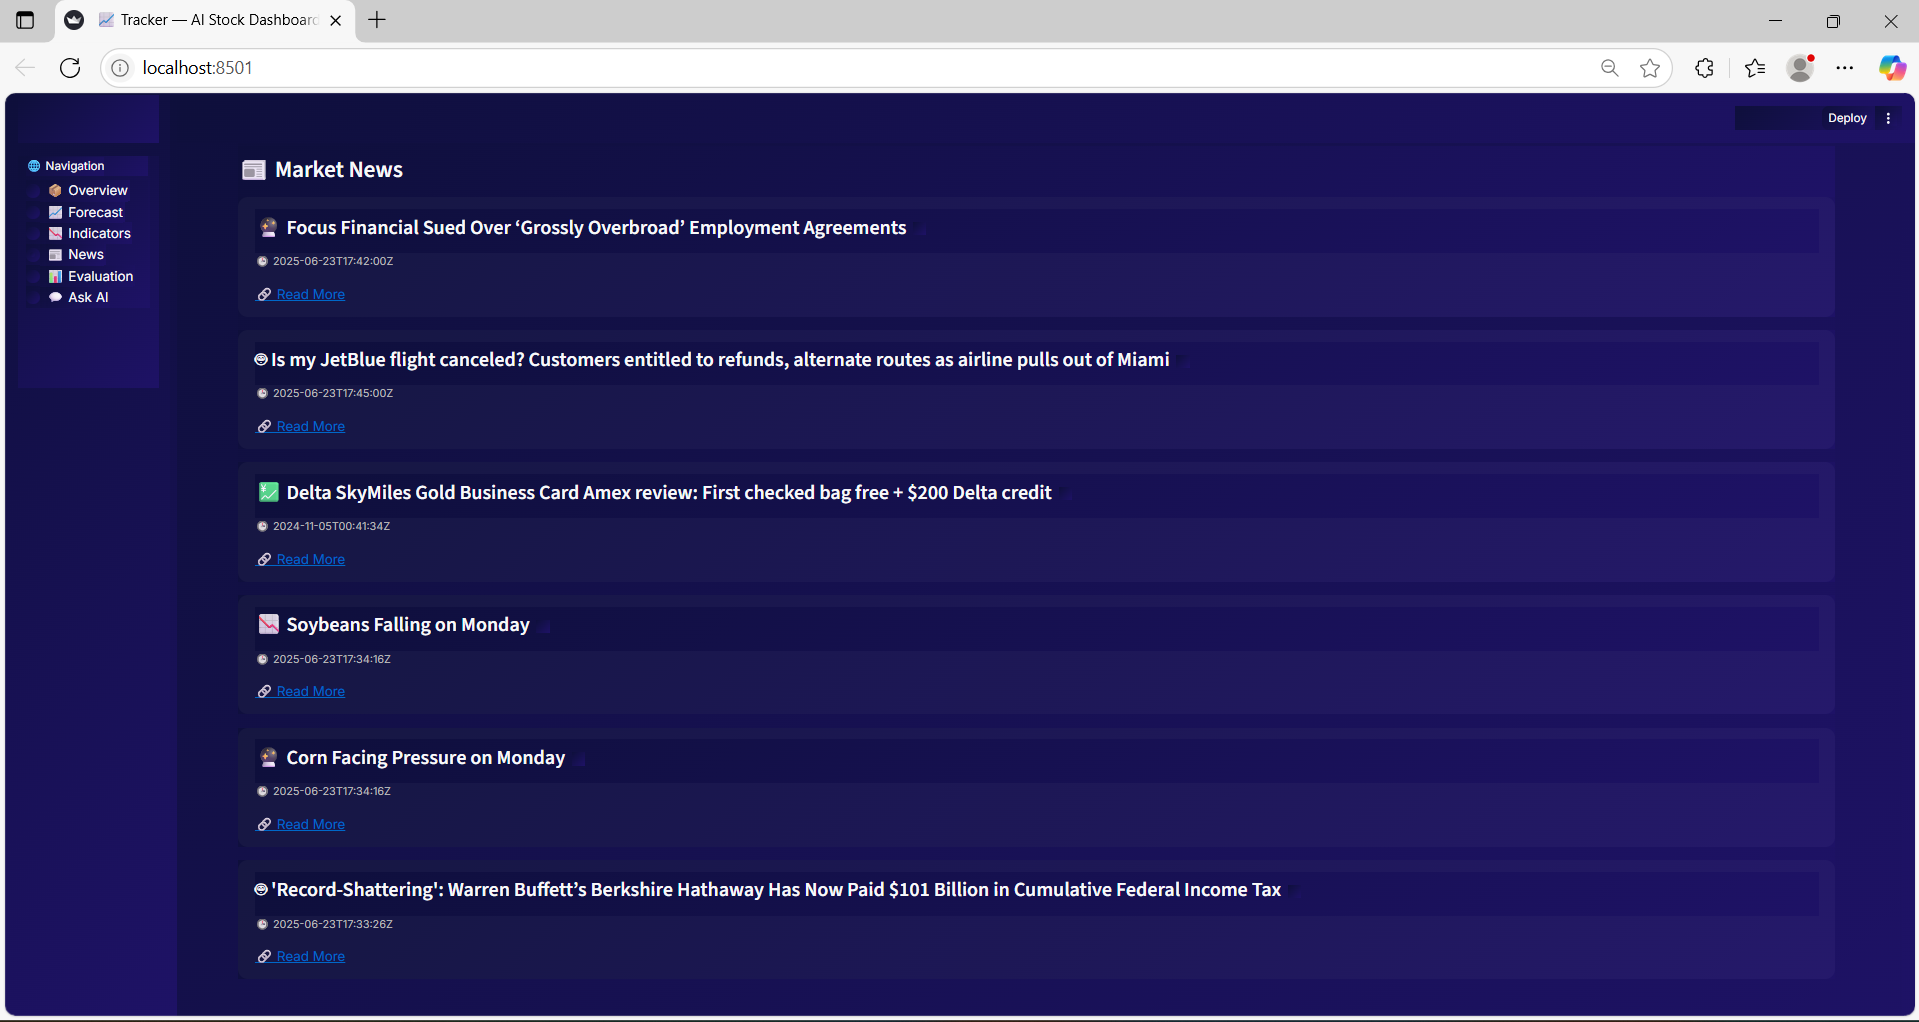 Tracker — AI Stock Dashboard
localhost:8501
Deploy
Navigation
Overview
Forecast
Indicators
News
Evaluation
Ask AI
Market News
Focus Financial Sued Over ‘Grossly Overbroad’ Employment Agreements
2025-06-23T17:42:00Z
Read More
Is my JetBlue flight canceled? Customers entitled to refunds, alternate routes as airline pulls out of Miami
2025-06-23T17:45:00Z
Read More
Delta SkyMiles Gold Business Card Amex review: First checked bag free + $200 Delta credit
2024-11-05T00:41:34Z
Read More
Soybeans Falling on Monday
2025-06-23T17:34:16Z
Read More
Corn Facing Pressure on Monday
2025-06-23T17:34:16Z
Read More
'Record-Shattering': Warren Buffett’s Berkshire Hathaway Has Now Paid $101 Billion in Cumulative Federal Income Tax
2025-06-23T17:33:26Z
Read More